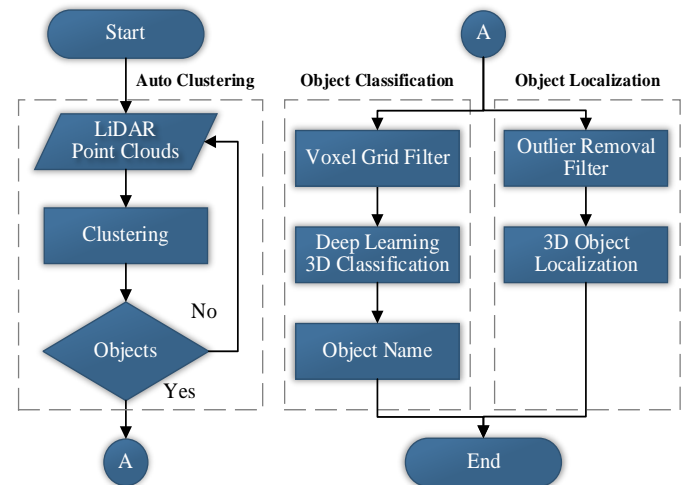 Start
Auto Clustering
LiDAR
Point Clouds
Clustering
No
Objects
Yes
A
A
Object Classification
Object Localization
Voxel Grid Filter
Outlier Removal
Filter
Deep Learning
3D Classification
3D Object
Localization
Object Name
End